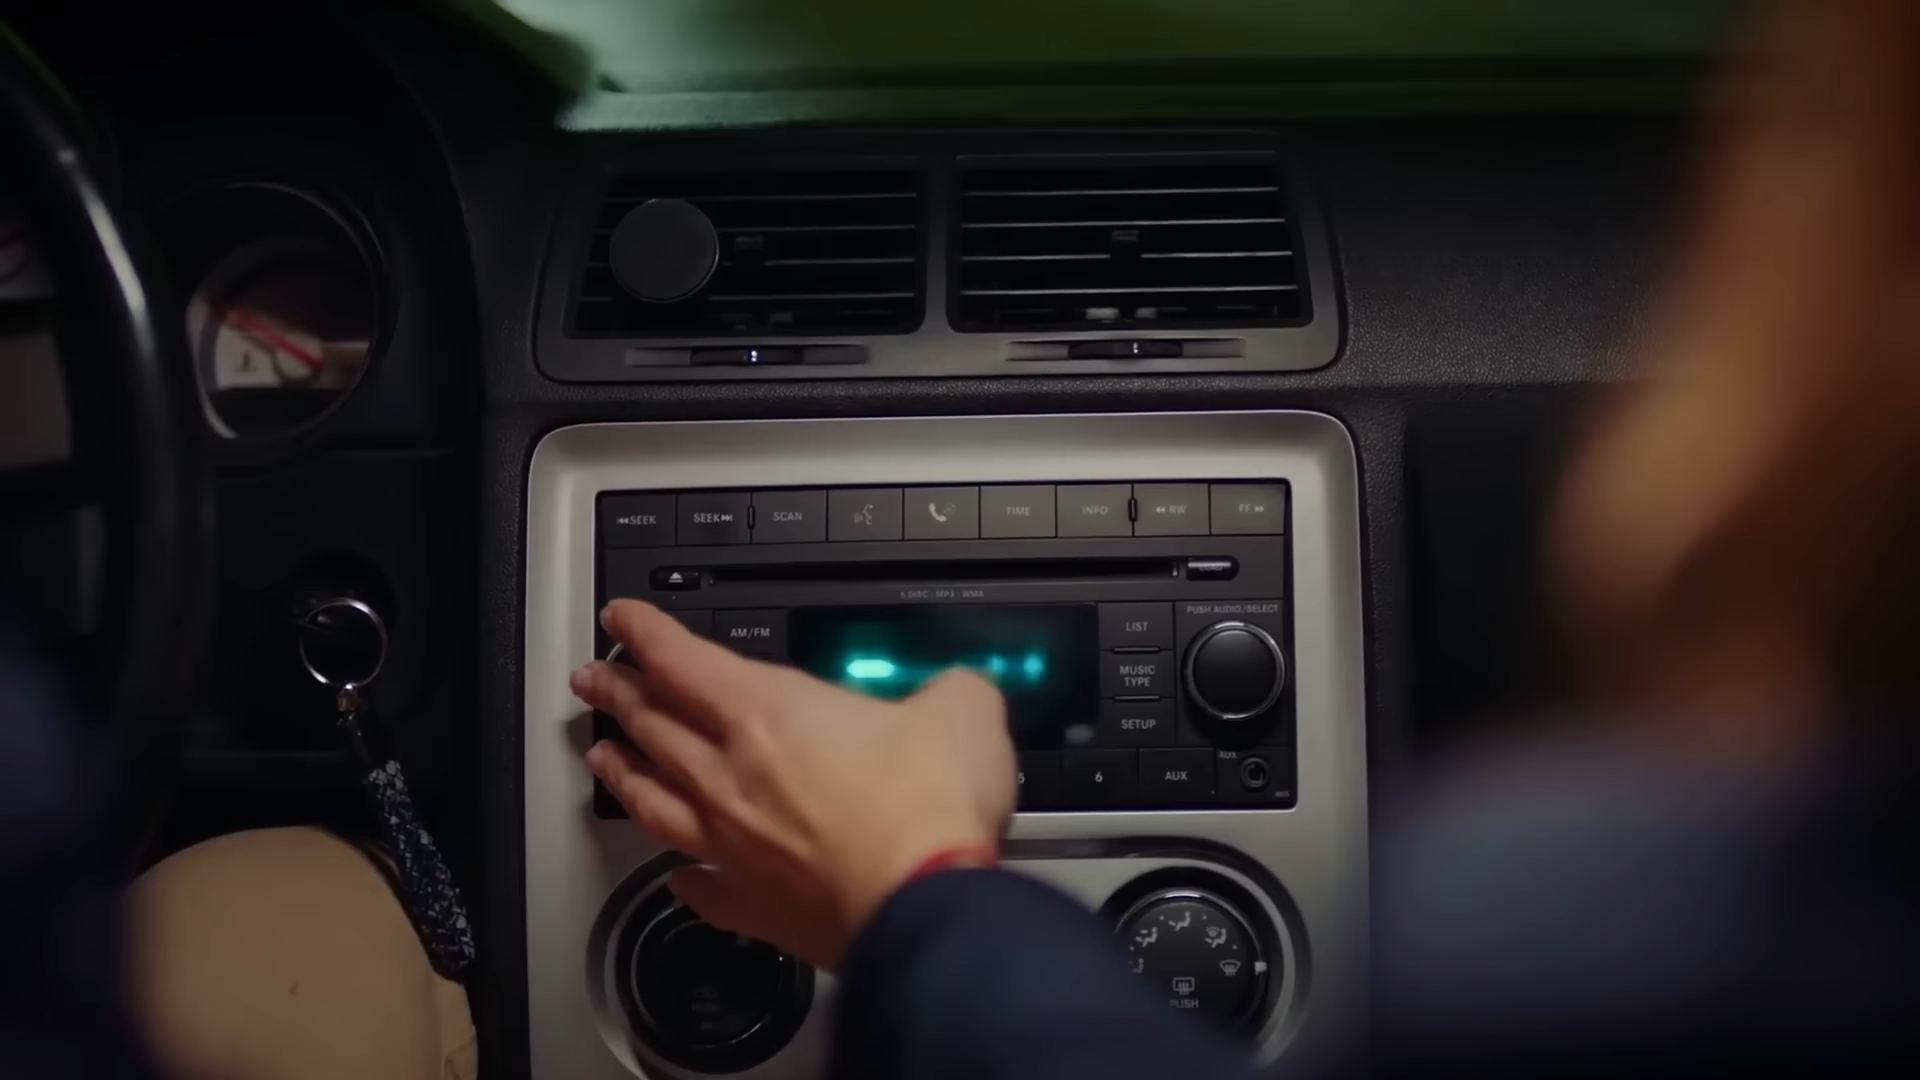 SEEK
SEEK
SCAN
TIME
INFO
RW
FF
6 DISC MP3 WMA
AM/FM
LIST
PUSH AUDIO/SELECT
MUSIC
TYPE
SETUP
5
6
AUX
AUX
PUSH